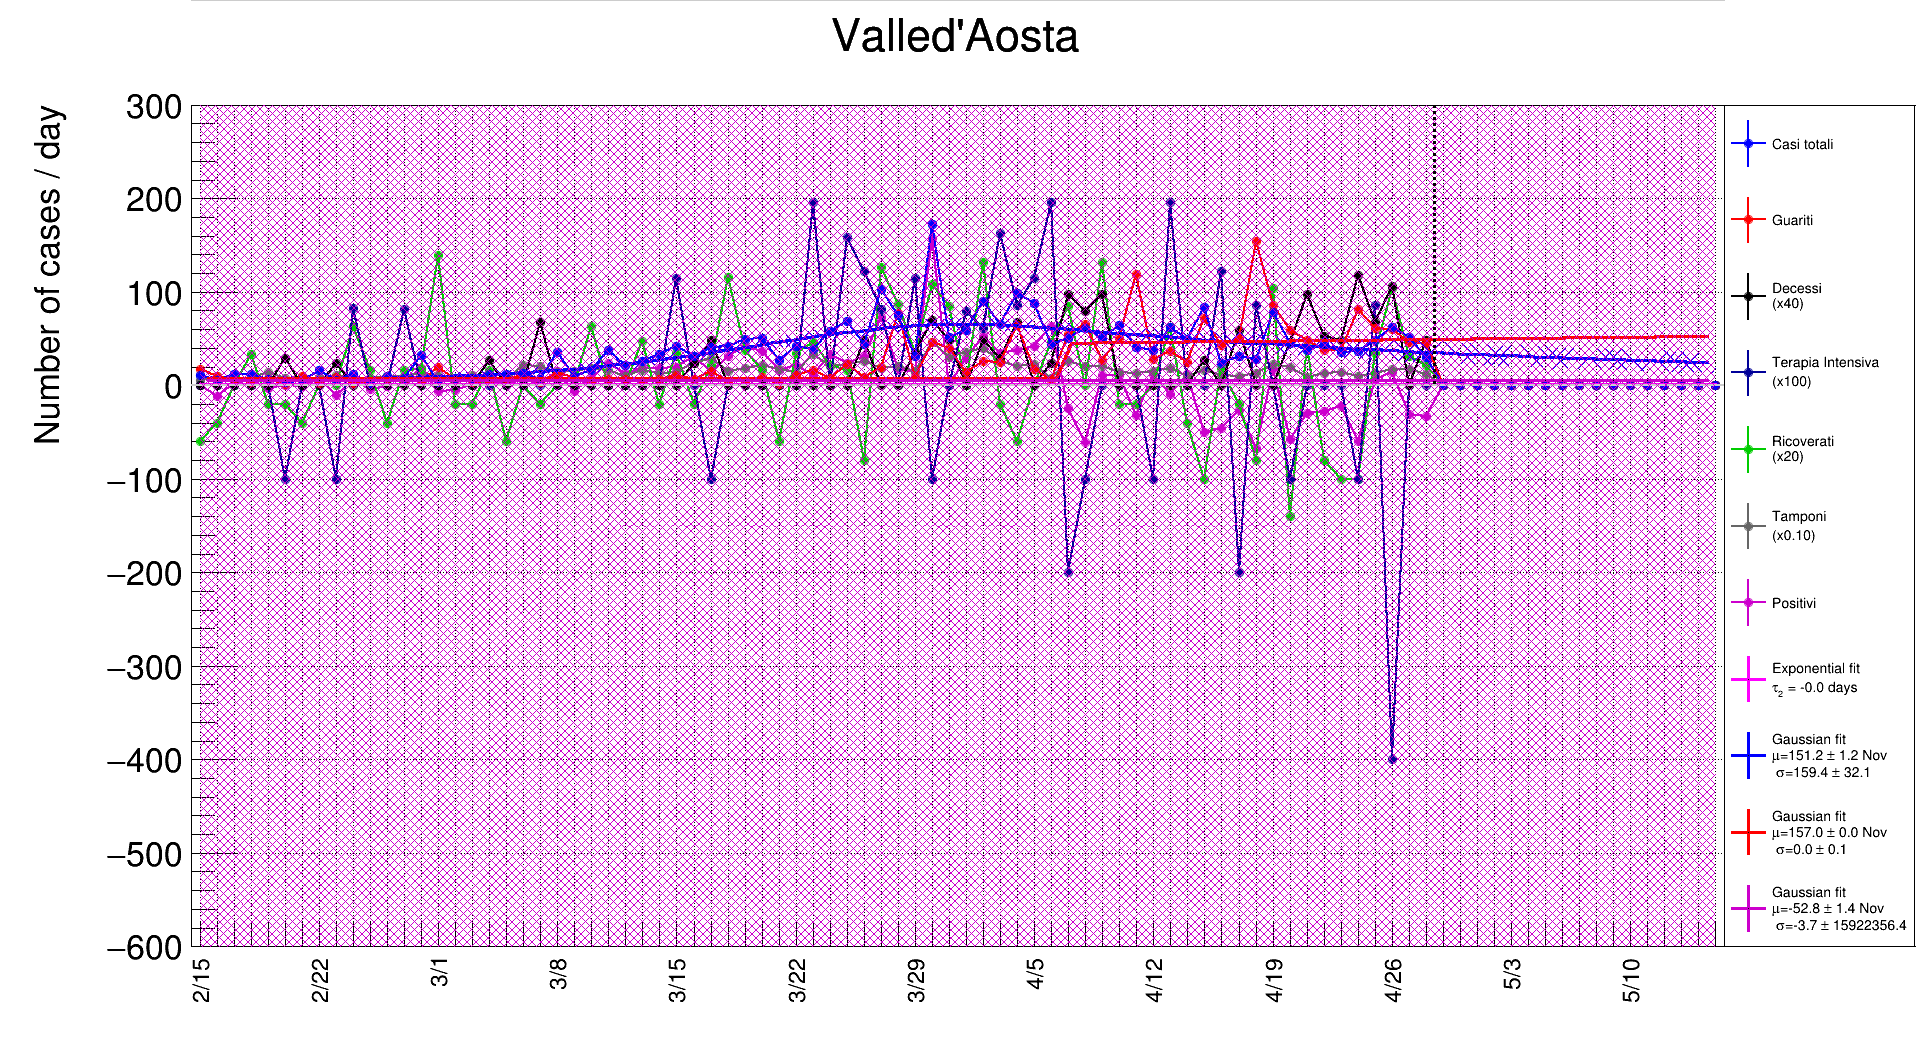 Valled'Aosta
Number of cases / day
300
200
100
0
−100
−200
−300
−400
−500
−600
2/15
2/22
3/1
3/8
3/15
3/22
3/29
4/5
4/12
4/19
4/26
5/3
5/10
Casi totali
Guariti
Decessi
(x40)
Terapia Intensiva
(x100)
Ricoverati
(x20)
Tamponi
(x0.10)
Positivi
Exponential fit
τ2 = -0.0 days
Gaussian fit
μ=151.2 ± 1.2 Nov
σ=159.4 ± 32.1
Gaussian fit
μ=157.0 ± 0.0 Nov
σ=0.0 ± 0.1
Gaussian fit
μ=-52.8 ± 1.4 Nov
σ=-3.7 ± 15922356.4